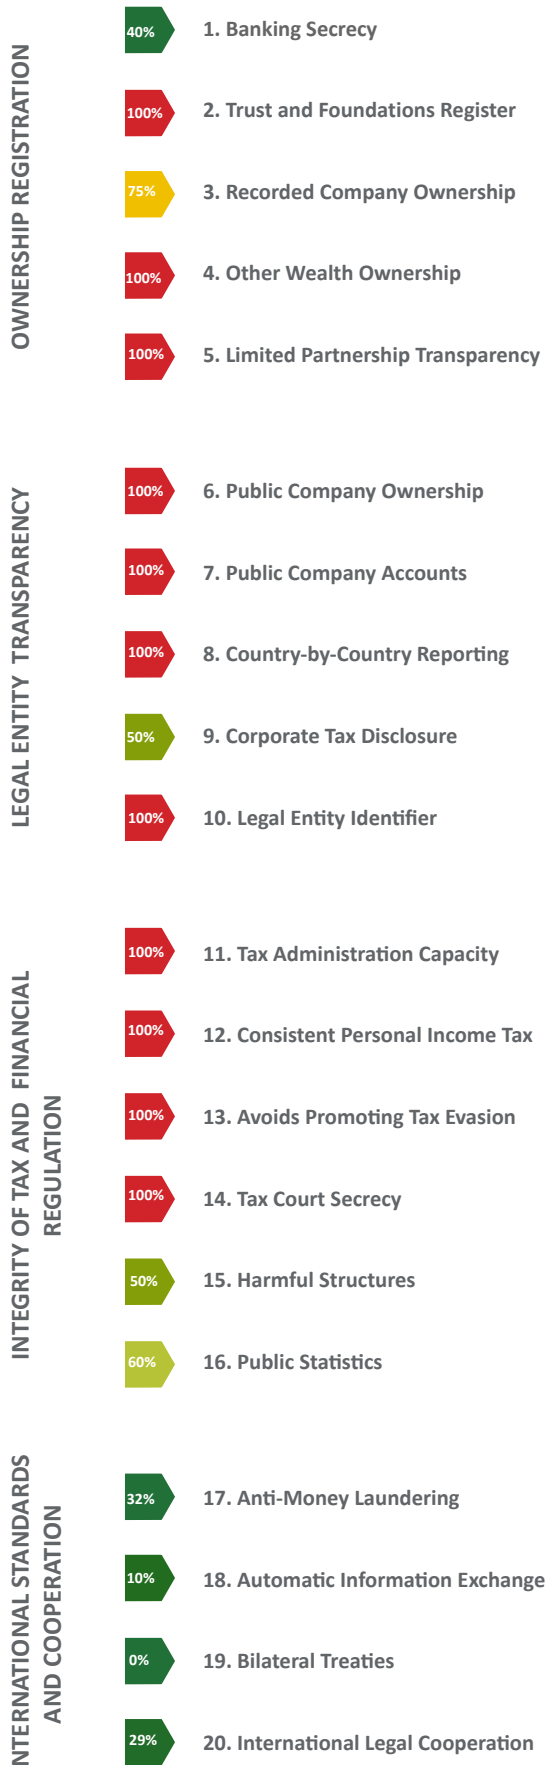 OWNERSHIP REGISTRATION
40% 1. Banking Secrecy
100% 2. Trust and Foundations Register
75% 3. Recorded Company Ownership
100% 4. Other Wealth Ownership
100% 5. Limited Partnership Transparency
LEGAL ENTITY TRANSPARENCY
100% 6. Public Company Ownership
100% 7. Public Company Accounts
100% 8. Country-by-Country Reporting
50% 9. Corporate Tax Disclosure
100% 10. Legal Entity Identifier
INTEGRITY OF TAX AND FINANCIAL
REGULATION
100% 11. Tax Administration Capacity
100% 12. Consistent Personal Income Tax
100% 13. Avoids Promoting Tax Evasion
100% 14. Tax Court Secrecy
50% 15. Harmful Structures
60% 16. Public Statistics
NTERNATIONAL STANDARDS
AND COOPERATION
32% 17. Anti-Money Laundering
10% 18. Automatic Information Exchange
0% 19. Bilateral Treaties
29% 20. International Legal Cooperation